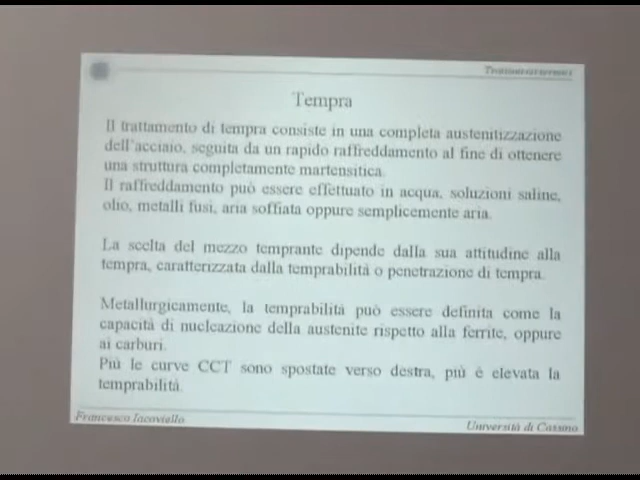 Trattamenti termici
Tempra
Il trattamento di tempra consiste in una completa austenitizzazione
dell'acciaio, seguita da un rapido raffreddamento al fine di ottenere
una struttura completamente martensitica.
Il raffreddamento può essere effettuato in acqua, soluzioni saline,
olio, metalli fusi, aria soffiata oppure semplicemente aria.
La scelta del mezzo temprante dipende dalla sua attitudine alla
tempra, caratterizzata dalla temprabilità o penetrazione di tempra.
Metallurgicamente, la temprabilità può essere definita come la
capacità di nucleazione della austenite rispetto alla ferrite, oppure
ai carburi.
Più le curve CCT sono spostate verso destra, più è elevata la
temprabilità.
Francesco Iacoviello
Università di Cassino